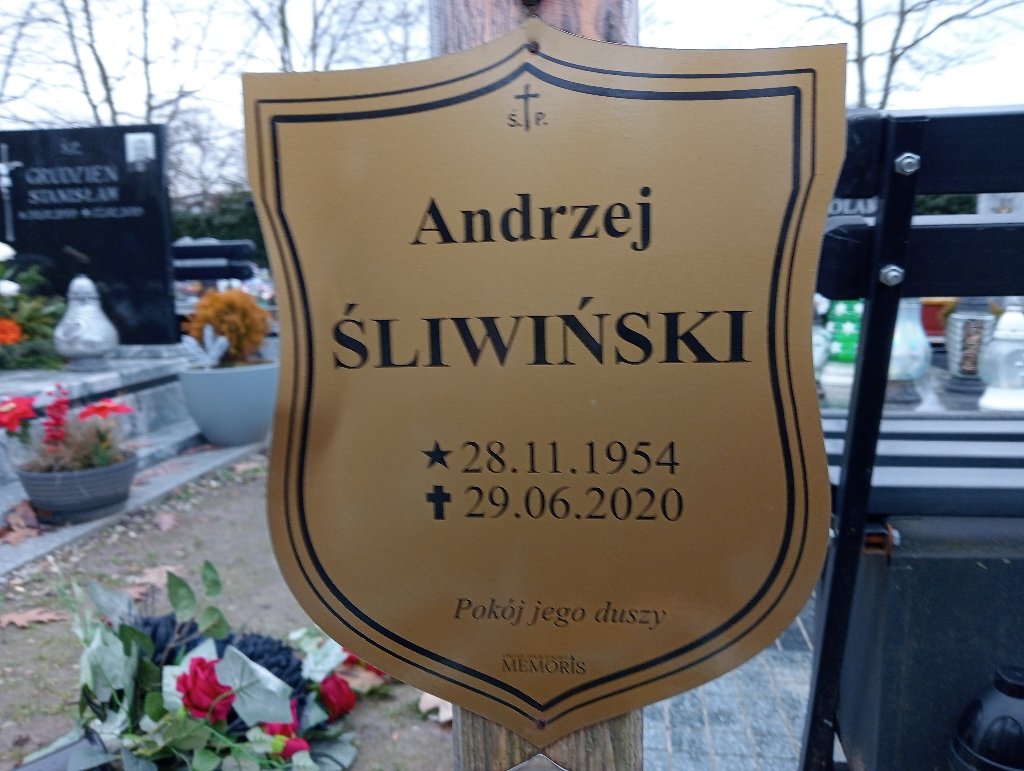 Ś. P.
Andrzej
ŚLIWIŃSKI
★ 28.11.1954
✝ 29.06.2020
Pokój jego duszy
MEMORIS
Ś.P.
GRUDZIEŃ
STANISŁAW